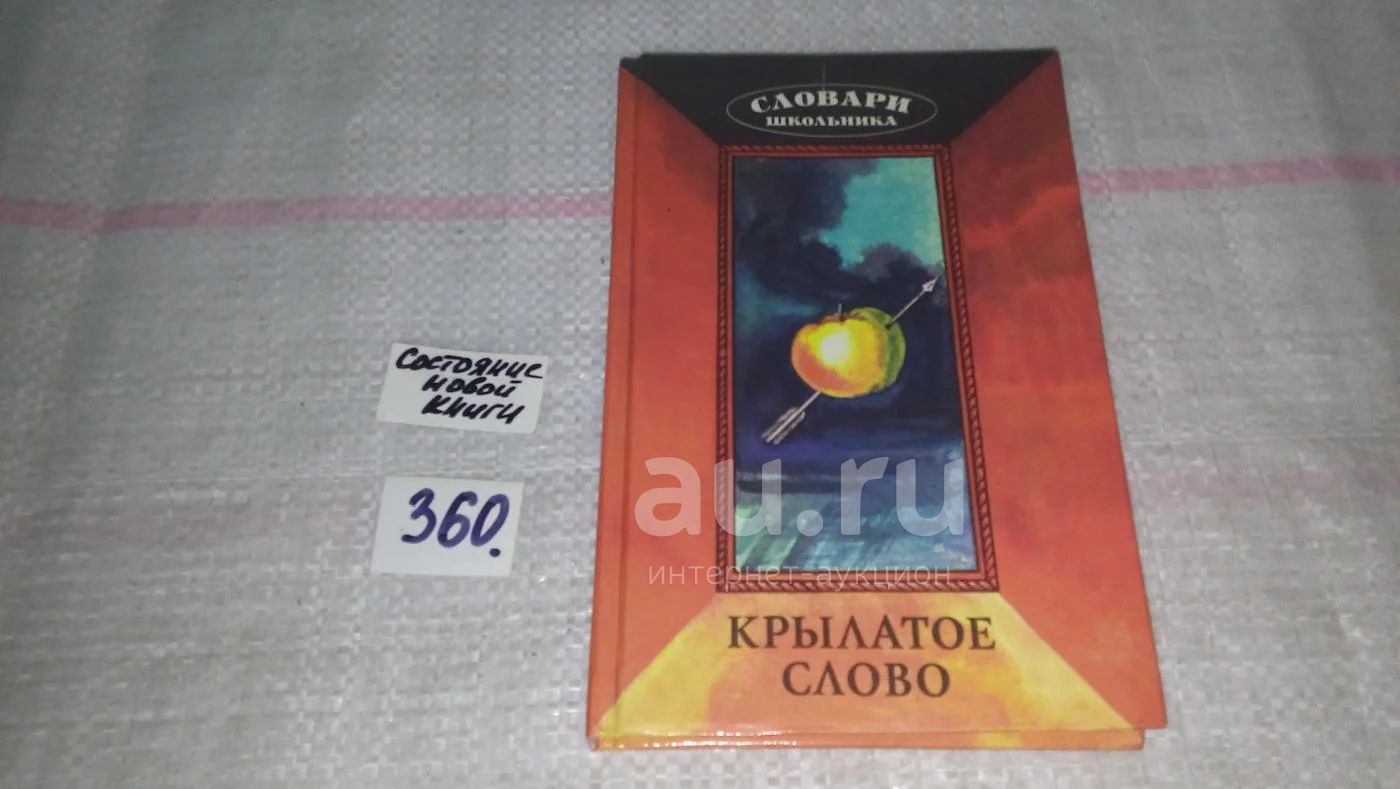 СЛОВАРИ
ШКОЛЬНИКА
Состояние
новой
книги
360.
au.ru
интернет-аукцион
КРЫЛАТОЕ
СЛОВО